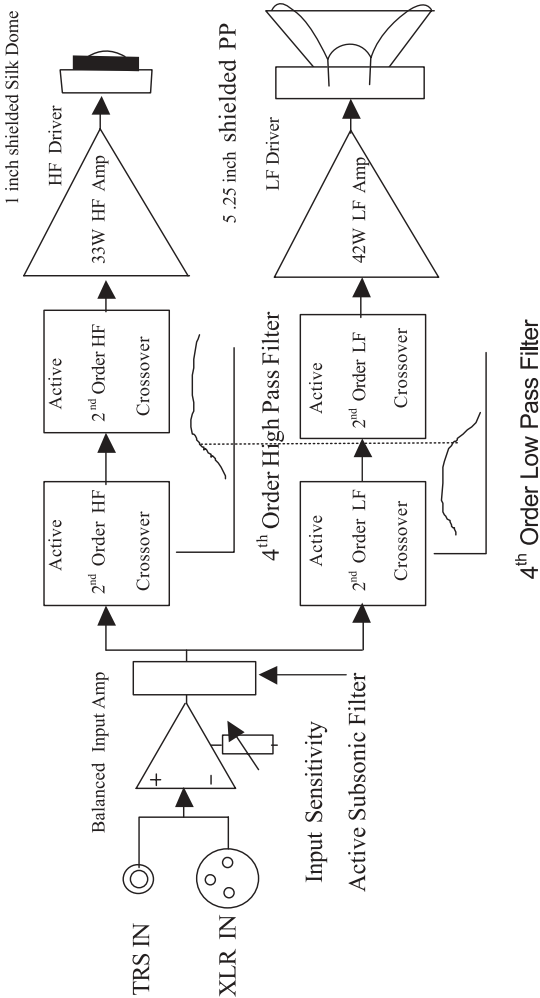 TRS IN
XLR IN
Balanced Input Amp
+
−
Input Sensitivity
Active Subsonic Filter
Active
2nd Order HF
Crossover
Active
2nd Order HF
Crossover
4th Order High Pass Filter
33W HF Amp
HF Driver
1 inch shielded Silk Dome
Active
2nd Order LF
Crossover
Active
2nd Order LF
Crossover
4th Order Low Pass Filter
42W LF Amp
LF Driver
5 .25 inch shielded PP